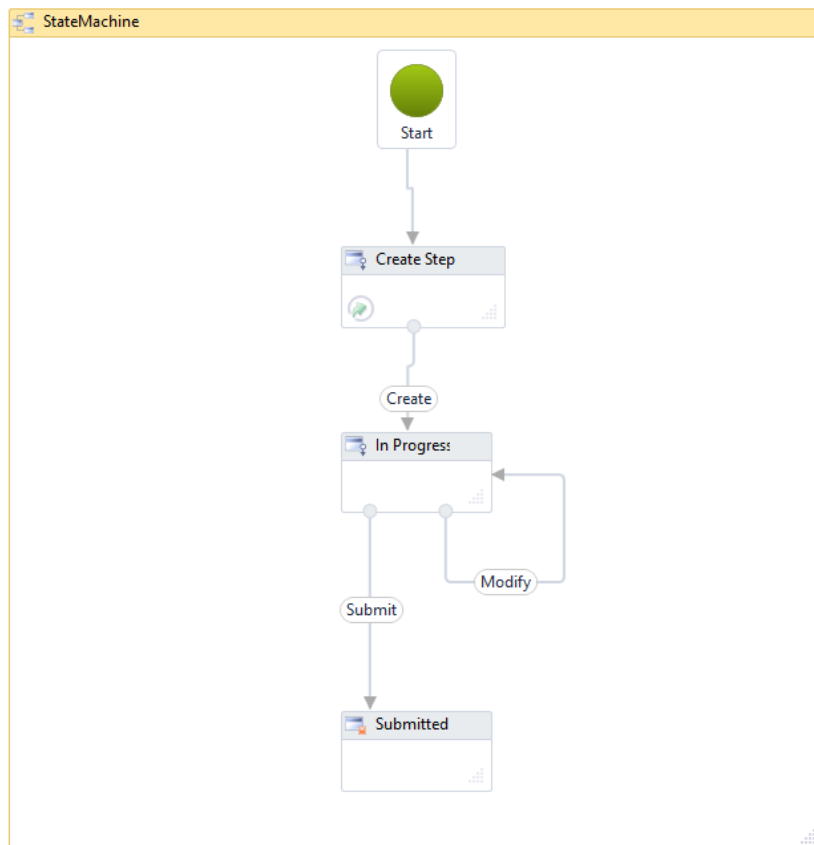 StateMachine
Start
Create Step
Create
In Progress
Modify
Submit
Submitted